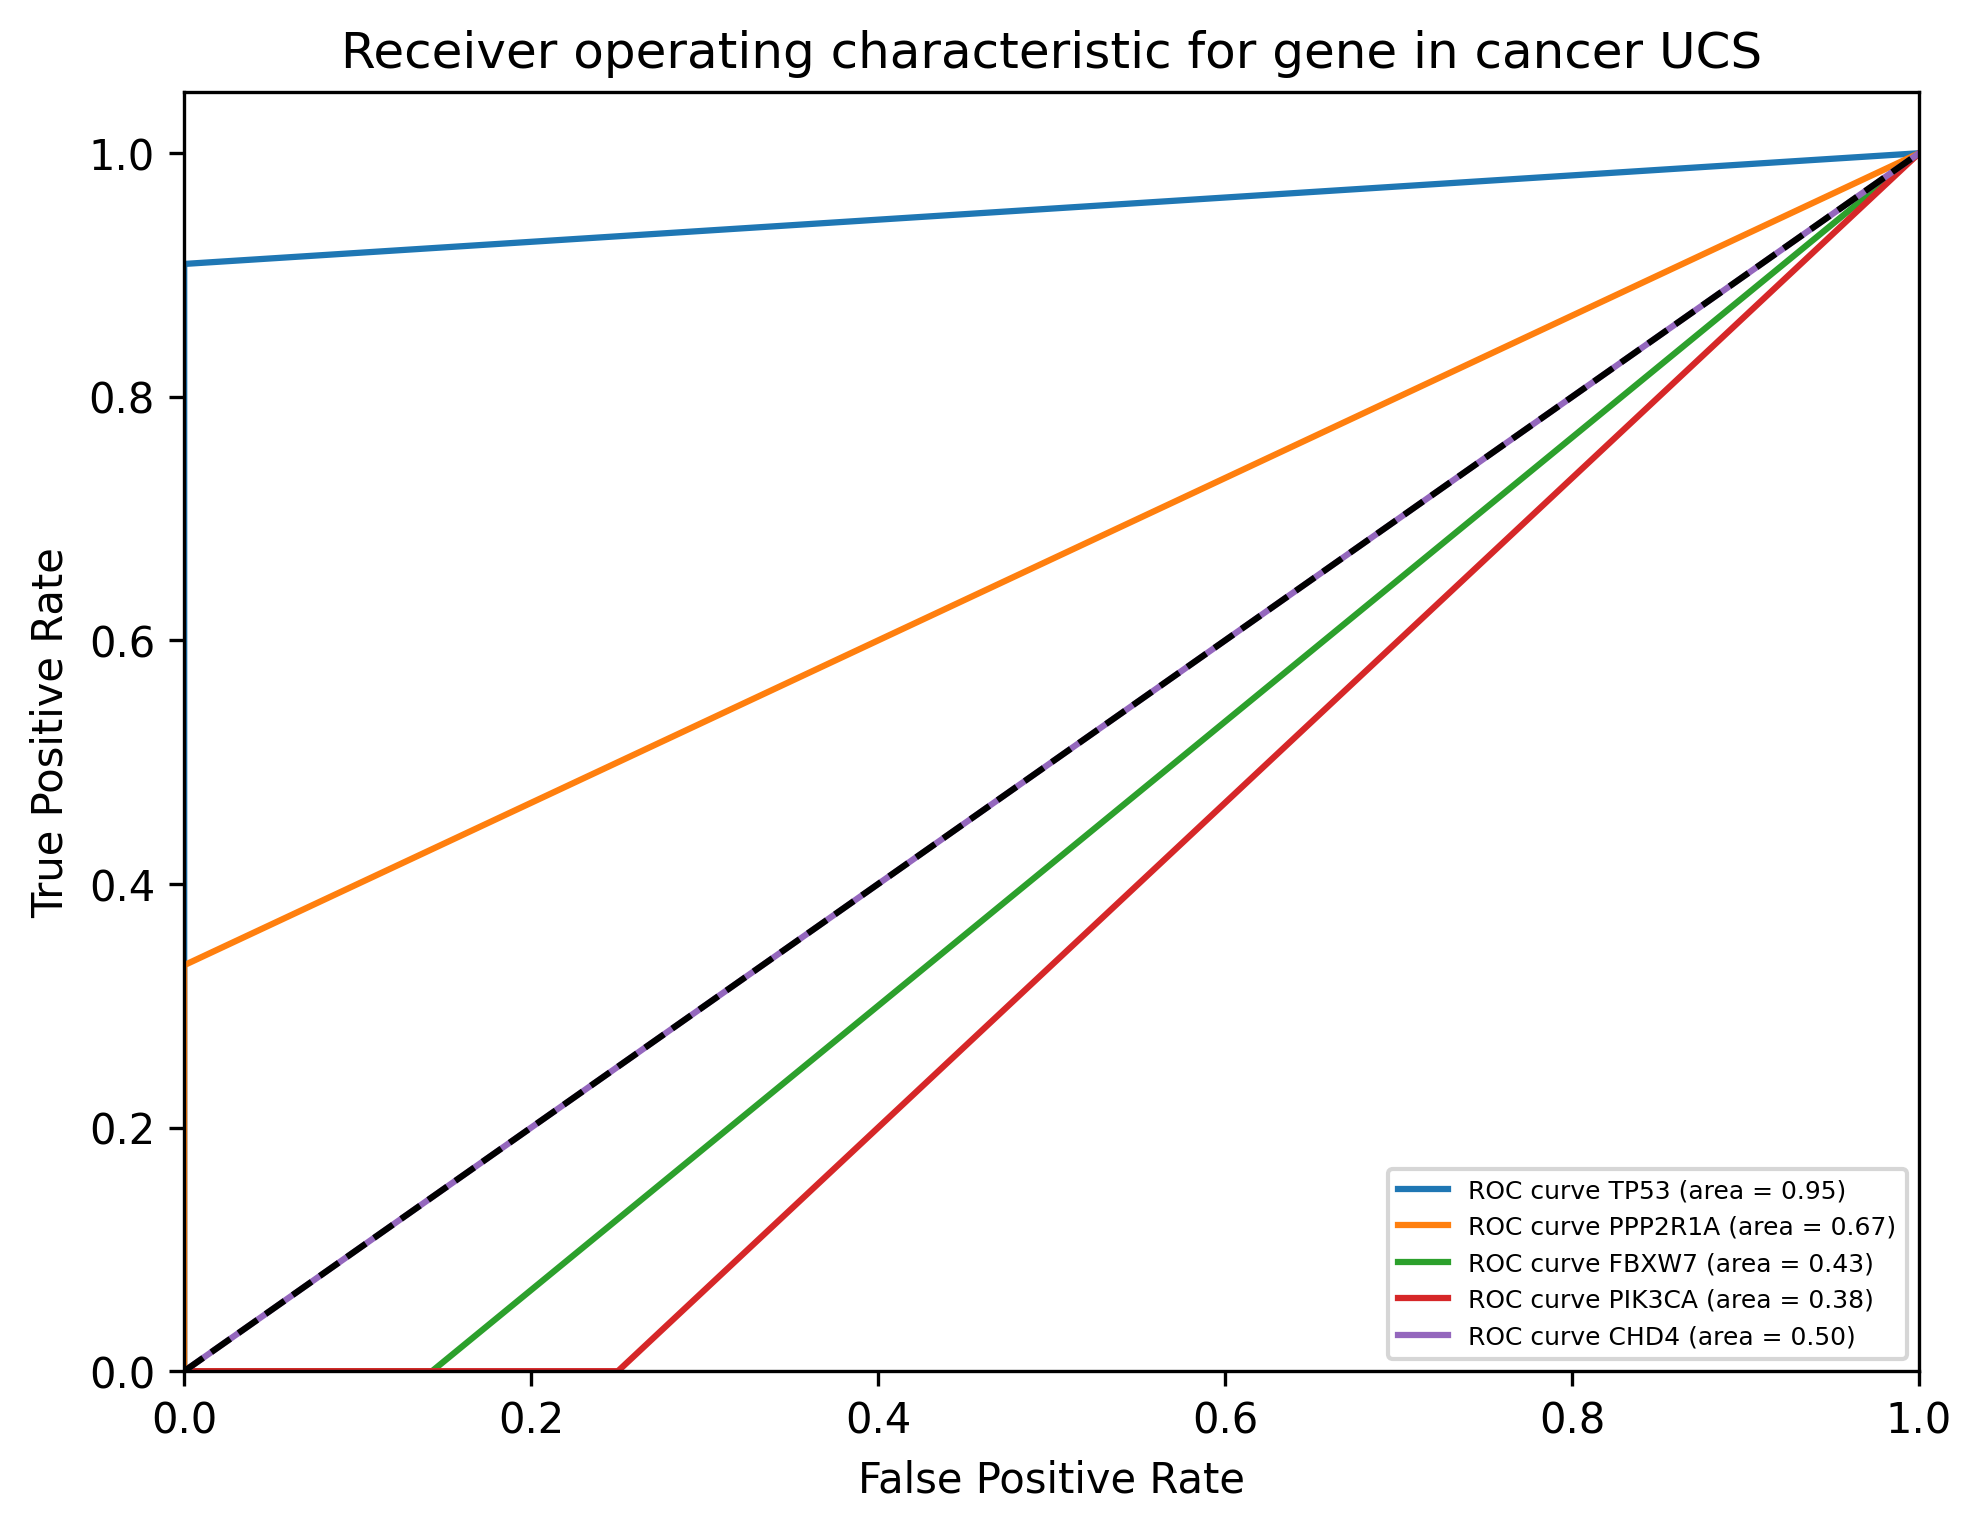 Receiver operating characteristic for gene in cancer UCS
True Positive Rate
1.0
0.8
0.6
0.4
0.2
0.0
ROC curve TP53 (area = 0.95)
ROC curve PPP2R1A (area = 0.67)
ROC curve FBXW7 (area = 0.43)
ROC curve PIK3CA (area = 0.38)
ROC curve CHD4 (area = 0.50)
0.0 0.2 0.4 0.6 0.8 1.0
False Positive Rate